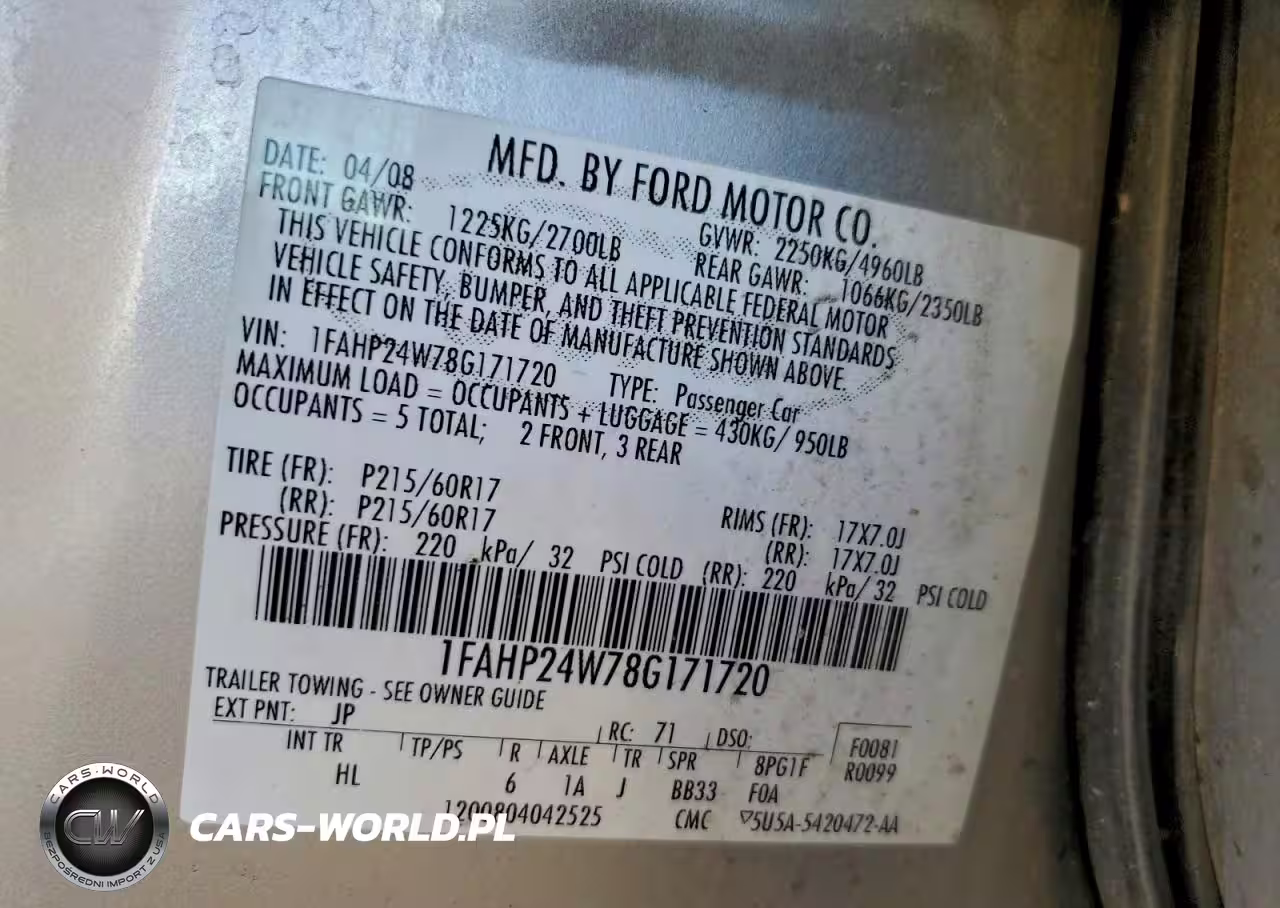 MFD. BY FORD MOTOR CO.
DATE: 04/08 GVWR: 2250KG/4960LB
FRONT GAWR: 1225KG/2700LB REAR GAWR: 1066KG/2350LB
THIS VEHICLE CONFORMS TO ALL APPLICABLE FEDERAL MOTOR
VEHICLE SAFETY, BUMPER, AND THEFT PREVENTION STANDARDS
IN EFFECT ON THE DATE OF MANUFACTURE SHOWN ABOVE.
VIN: 1FAHP24W78G171720 TYPE: Passenger Car
MAXIMUM LOAD = OCCUPANTS + LUGGAGE = 430KG/ 950LB
OCCUPANTS = 5 TOTAL; 2 FRONT, 3 REAR
TIRE (FR): P215/60R17 RIMS (FR): 17X7.0J
(RR): P215/60R17 (RR): 17X7.0J
PRESSURE (FR): 220 kPa/ 32 PSI COLD (RR): 220 kPa/ 32 PSI COLD
1FAHP24W78G171720
TRAILER TOWING - SEE OWNER GUIDE
EXT PNT: JP RC: 71 DSO: F0081
INT TR TP/PS R AXLE TR SPR 8PG1F R0099
HL 6 1A J BB33 F0A
1200804042525 CMC ▽5U5A-5420472-AA
CARS-WORLD
CW
BEZPOŚREDNI IMPORT Z USA
CARS-WORLD.PL